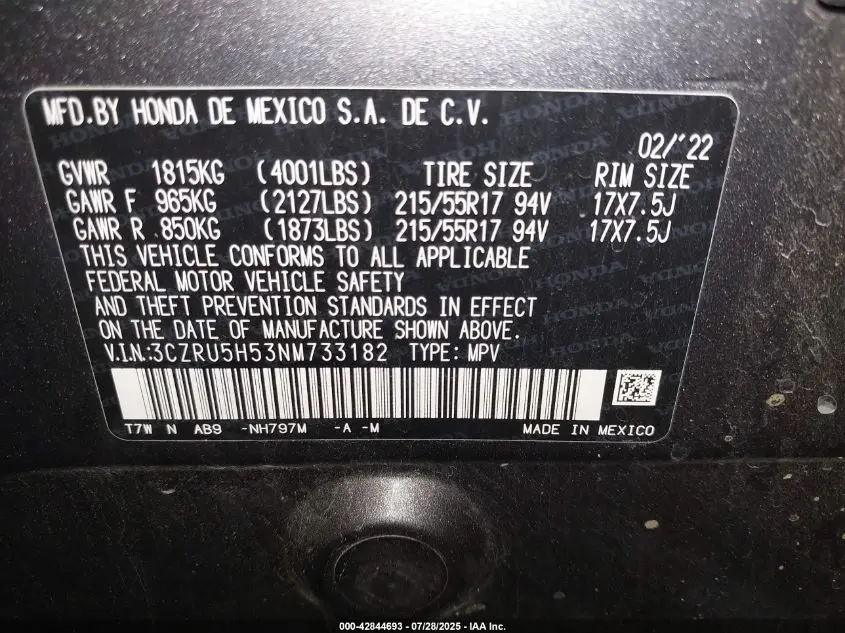 MFD.BY HONDA DE MEXICO S.A. DE C.V.
02/'22
GVWR 1815KG (4001LBS) TIRE SIZE RIM SIZE
GAWR F 965KG (2127LBS) 215/55R17 94V 17X7.5J
GAWR R 850KG (1873LBS) 215/55R17 94V 17X7.5J
THIS VEHICLE CONFORMS TO ALL APPLICABLE
FEDERAL MOTOR VEHICLE SAFETY
AND THEFT PREVENTION STANDARDS IN EFFECT
ON THE DATE OF MANUFACTURE SHOWN ABOVE.
V.I.N.:3CZRU5H53NM733182 TYPE: MPV
T7W N AB9 -NH797M -A -M MADE IN MEXICO
000-42844693 - 07/28/2025 - IAA Inc.